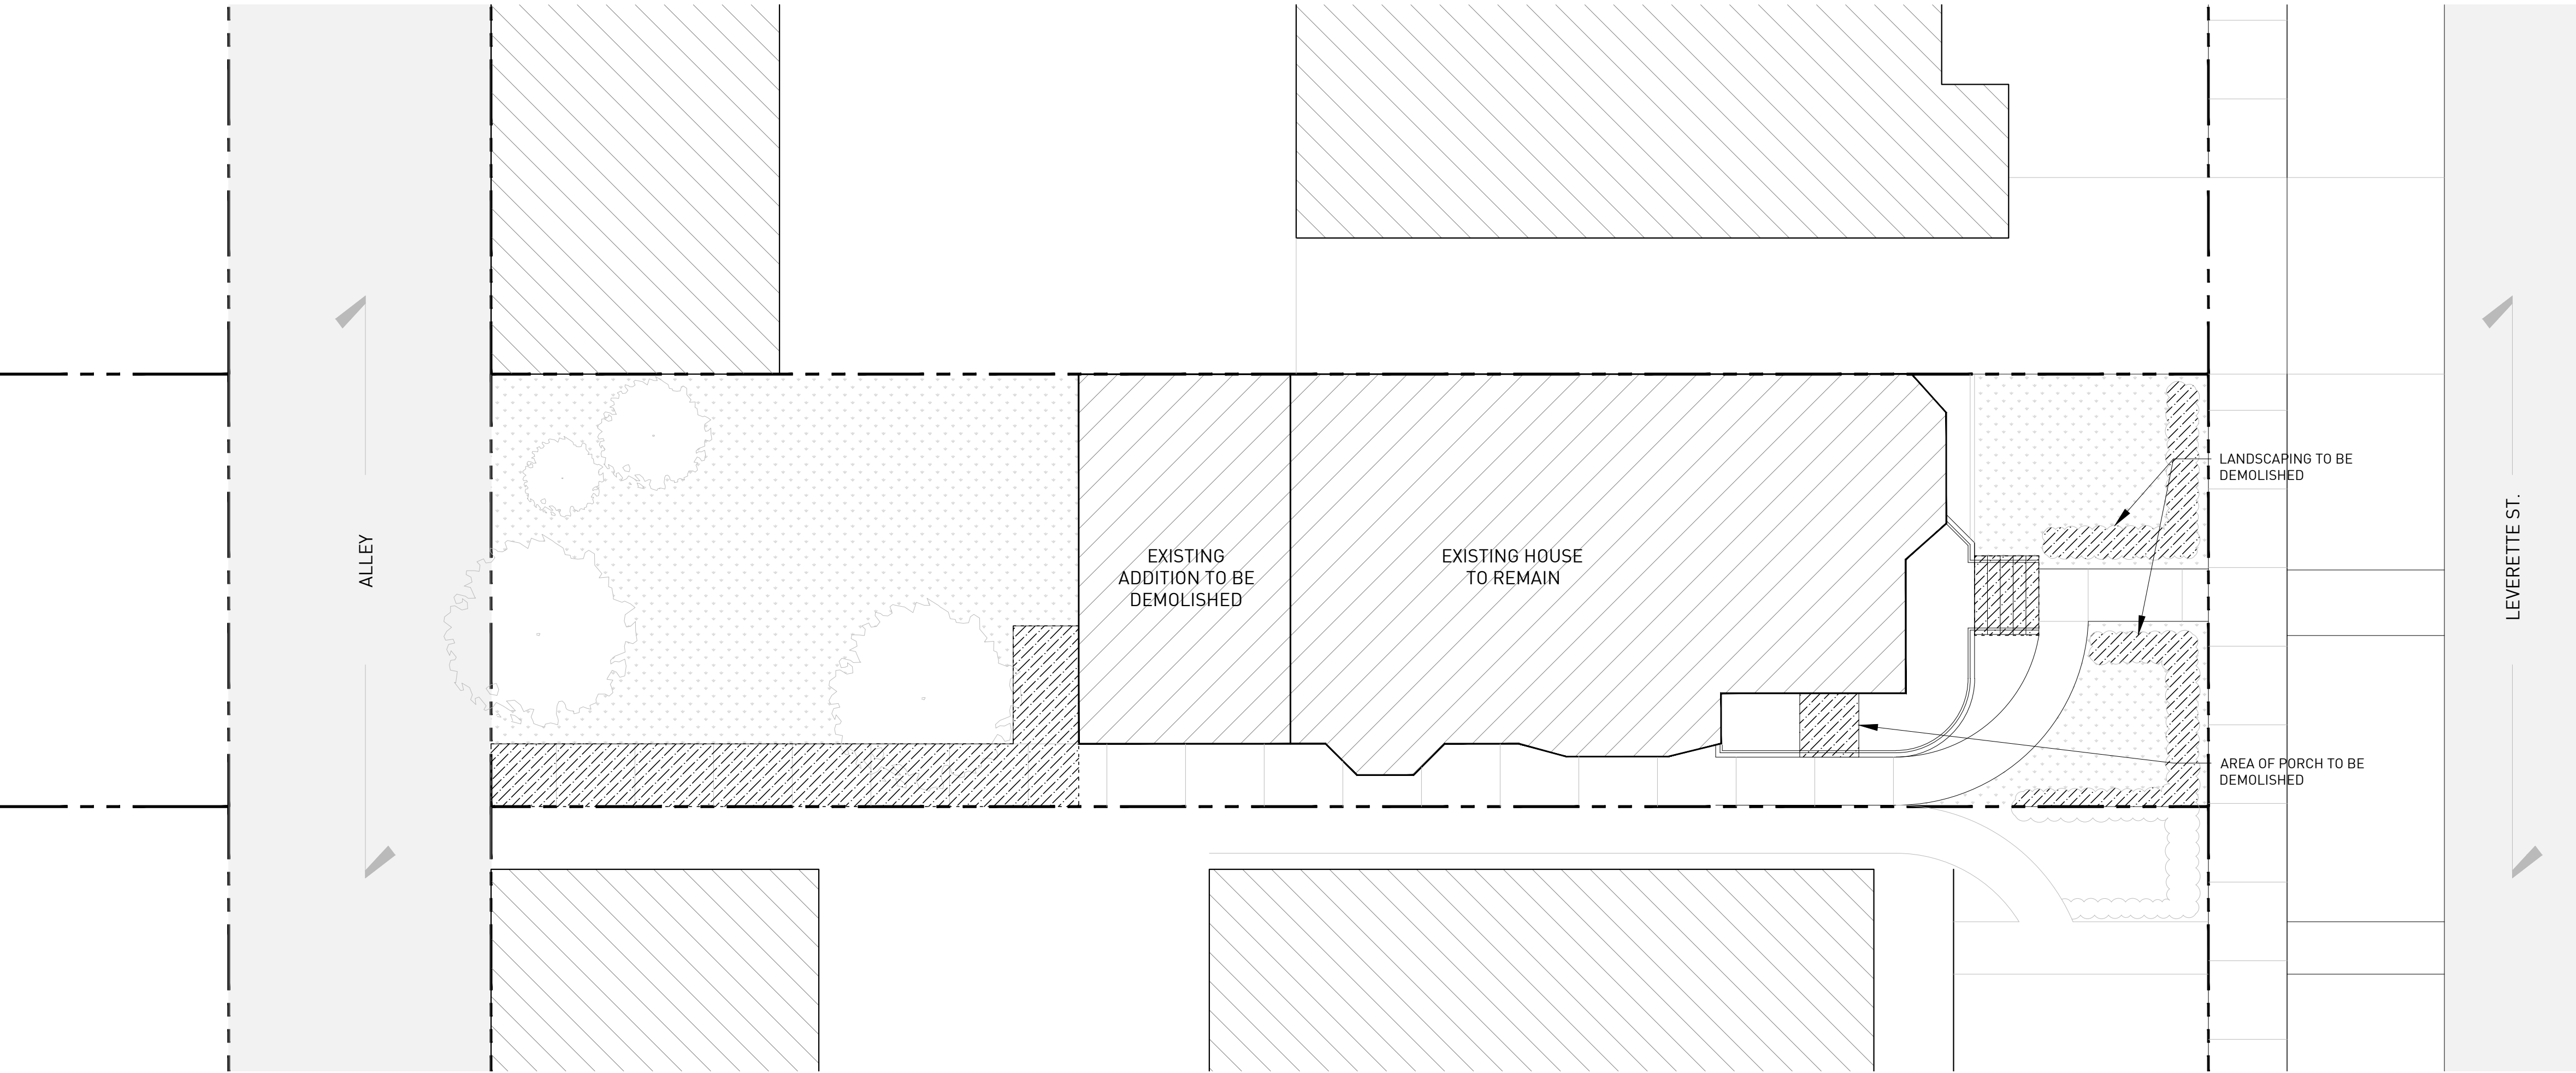 ALLEY
EXISTING
ADDITION TO BE
DEMOLISHED
EXISTING HOUSE
TO REMAIN
LANDSCAPING TO BE
DEMOLISHED
AREA OF PORCH TO BE
DEMOLISHED
LEVERETTE ST.